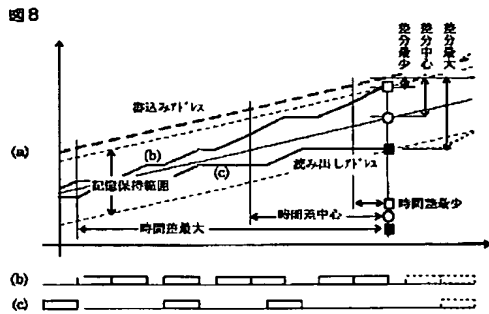 図8
差分最少
差分中心
差分最大
書込みｱﾄﾞﾚｽ
(a)
(b)
(c)
読み出しｱﾄﾞﾚｽ
記憶保持範囲
時間差最少
時間差中心
時間差最大
(b)
(c)